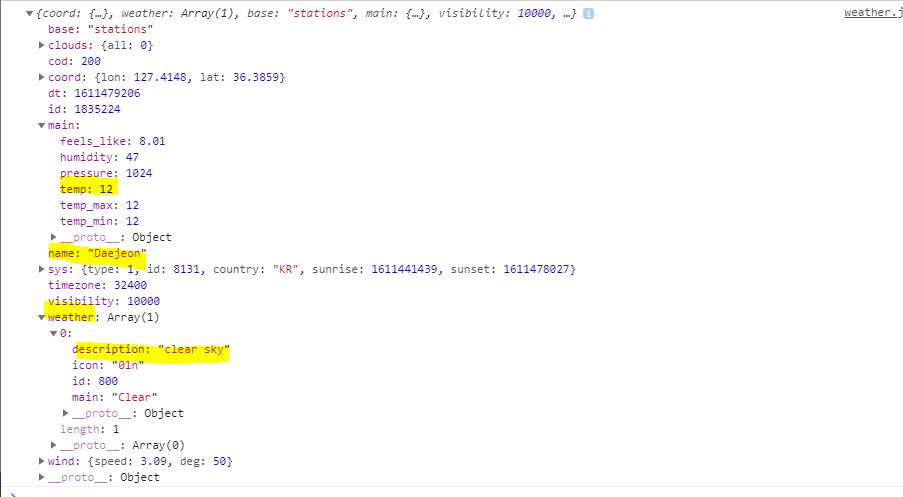 {coord: {…}, weather: Array(1), base: "stations", main: {…}, visibility: 10000, …} i weather.j
base: "stations"
clouds: {all: 0}
cod: 200
coord: {lon: 127.4148, lat: 36.3859}
dt: 1611479206
id: 1835224
main:
feels_like: 8.01
humidity: 47
pressure: 1024
temp: 12
temp_max: 12
temp_min: 12
__proto__: Object
name: "Daejeon"
sys: {type: 1, id: 8131, country: "KR", sunrise: 1611441439, sunset: 1611478027}
timezone: 32400
visibility: 10000
weather: Array(1)
0:
description: "clear sky"
icon: "01n"
id: 800
main: "Clear"
__proto__: Object
length: 1
__proto__: Array(0)
wind: {speed: 3.09, deg: 50}
__proto__: Object